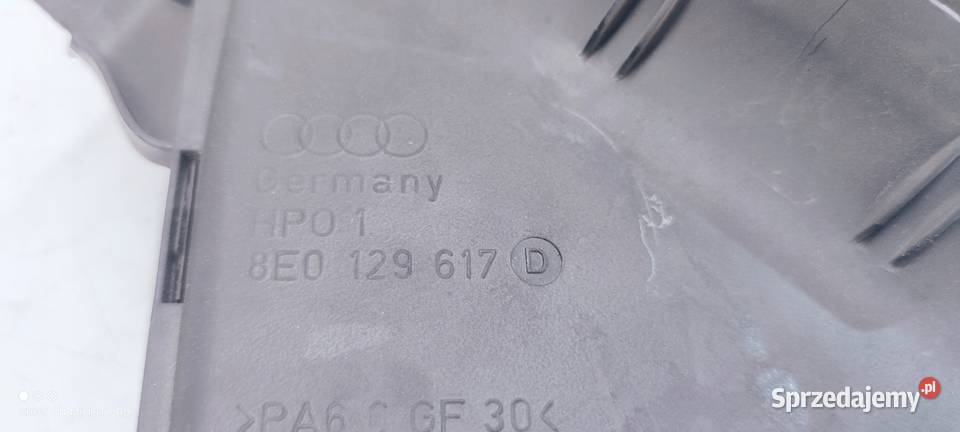 Germany
HPO 1
8E0 129 617 D
>PA6 GF 30<
Sprzedajemy.pl